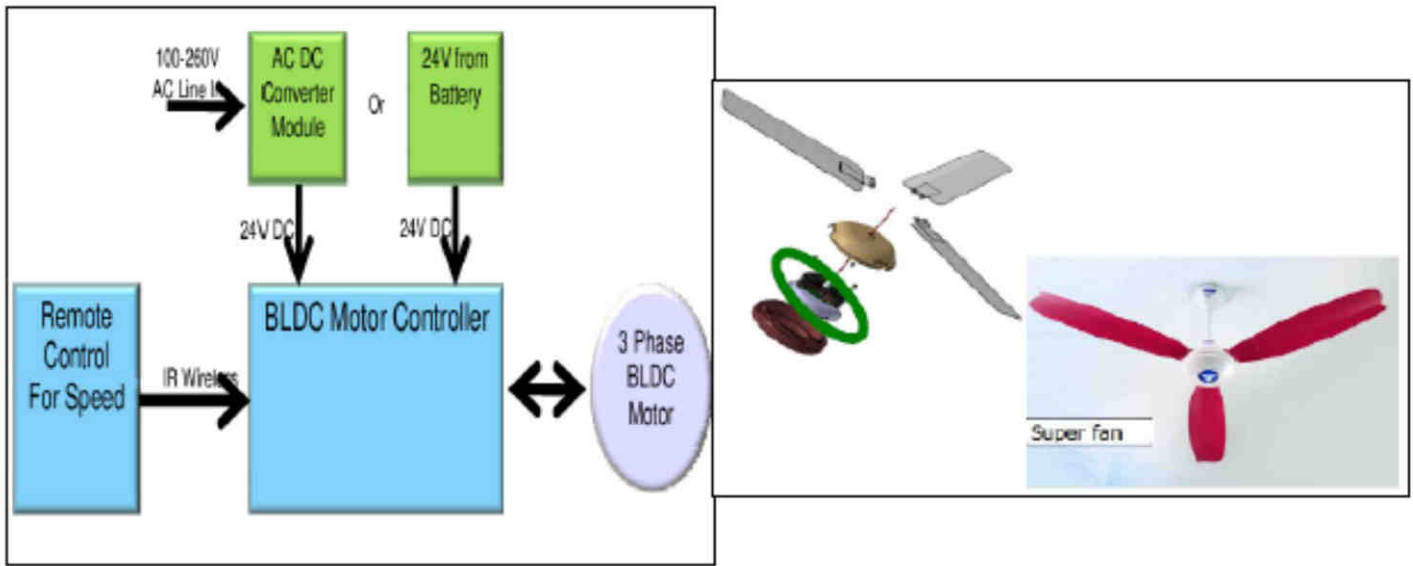 100-260V
AC Line I
AC DC
Converter
Module
Or
24V from
Battery
24V DC
24V DC
Remote
Control
For Speed
IR Wireless
BLDC Motor Controller
3 Phase
BLDC
Motor
Super fan